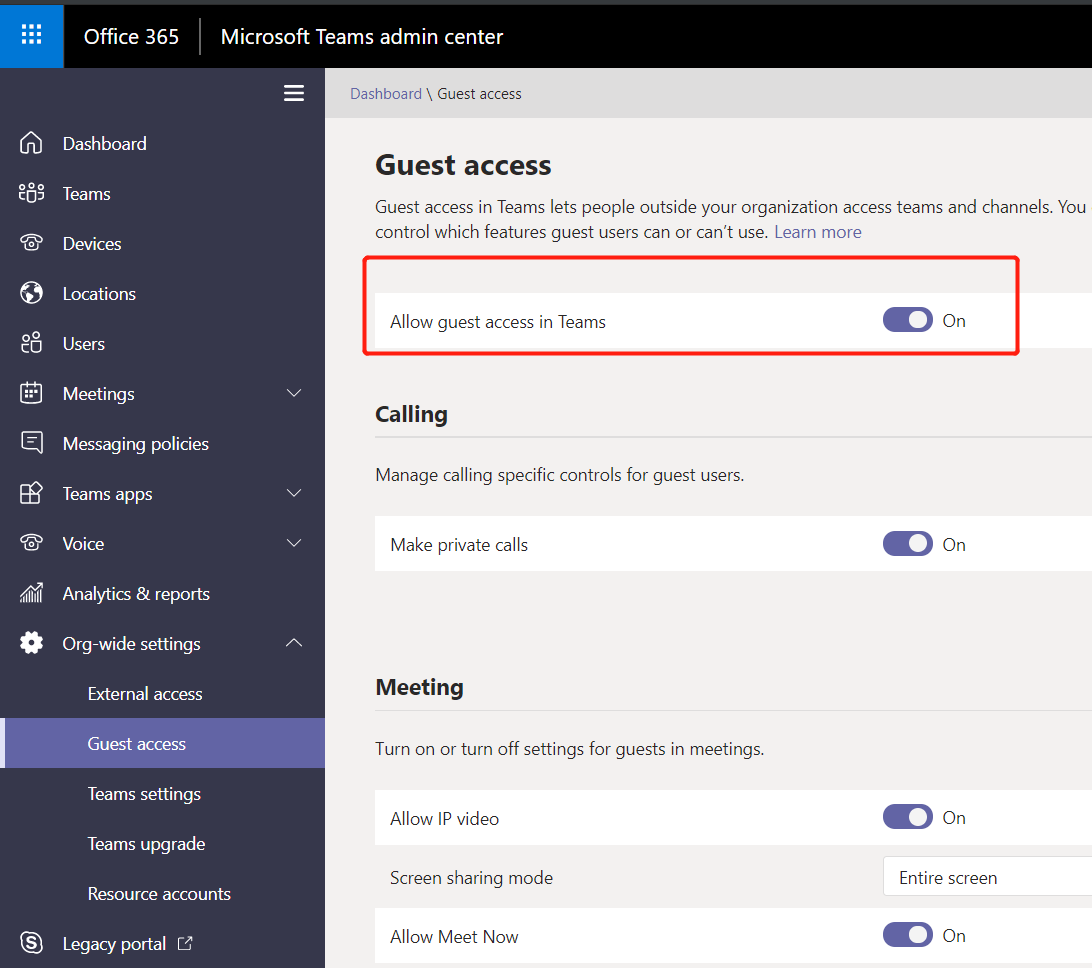 Office 365
Microsoft Teams admin center
Dashboard \ Guest access
Dashboard
Teams
Devices
Locations
Users
Meetings
Messaging policies
Teams apps
Voice
Analytics & reports
Org-wide settings
External access
Guest access
Teams settings
Teams upgrade
Resource accounts
Legacy portal
Guest access
Guest access in Teams lets people outside your organization access teams and channels. You
control which features guest users can or can’t use. Learn more
Allow guest access in Teams On
Calling
Manage calling specific controls for guest users.
Make private calls On
Meeting
Turn on or turn off settings for guests in meetings.
Allow IP video On
Screen sharing mode Entire screen
Allow Meet Now On